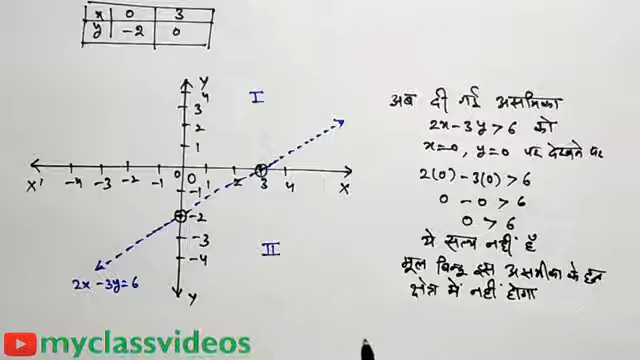 x 0 3
y -2 0
Y
4
3
2
1
I
X' -4 -3 -2 -1 0 O 1 2 3 4 X
-1
-2
-3
-4
II
2x-3y=6
Y
अब दी गई असमिका
2x-3y>6 को
x=0, y=0 पर देखने पर
2(0)-3(0)>6
0-0>6
0>6
ये सत्य नहीं हैं
मूल बिन्दु इस असमीका के हल
क्षेत्र में नहीं होगा
myclassvideos